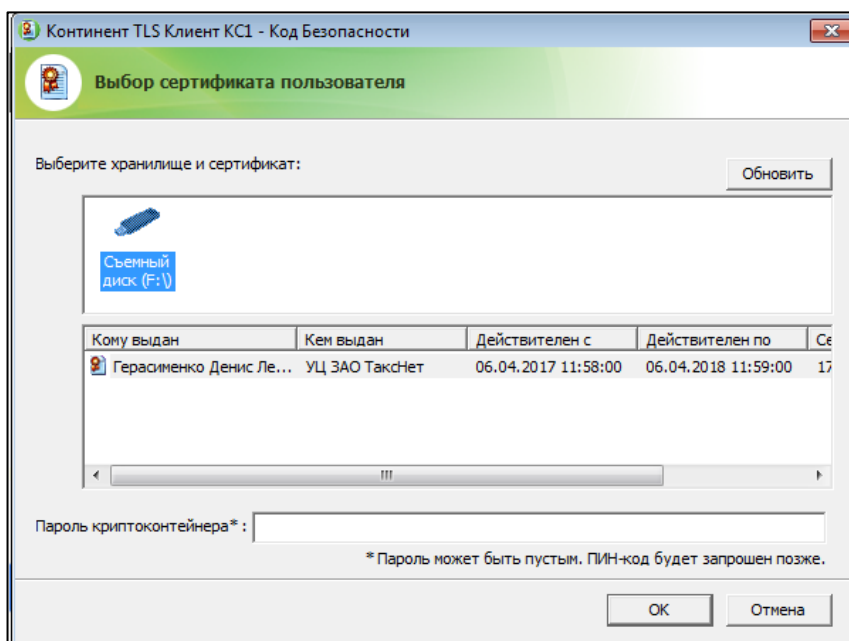 Континент TLS Клиент КС1 - Код Безопасности
Выбор сертификата пользователя
Выберите хранилище и сертификат:
Обновить
Съемный
диск (F:\)
Кому выдан Кем выдан Действителен с Действителен по Се
Герасименко Денис Ле... УЦ ЗАО ТаксНет 06.04.2017 11:58:00 06.04.2018 11:59:00 17
Пароль криптоконтейнера* :
* Пароль может быть пустым. ПИН-код будет запрошен позже.
OK Отмена